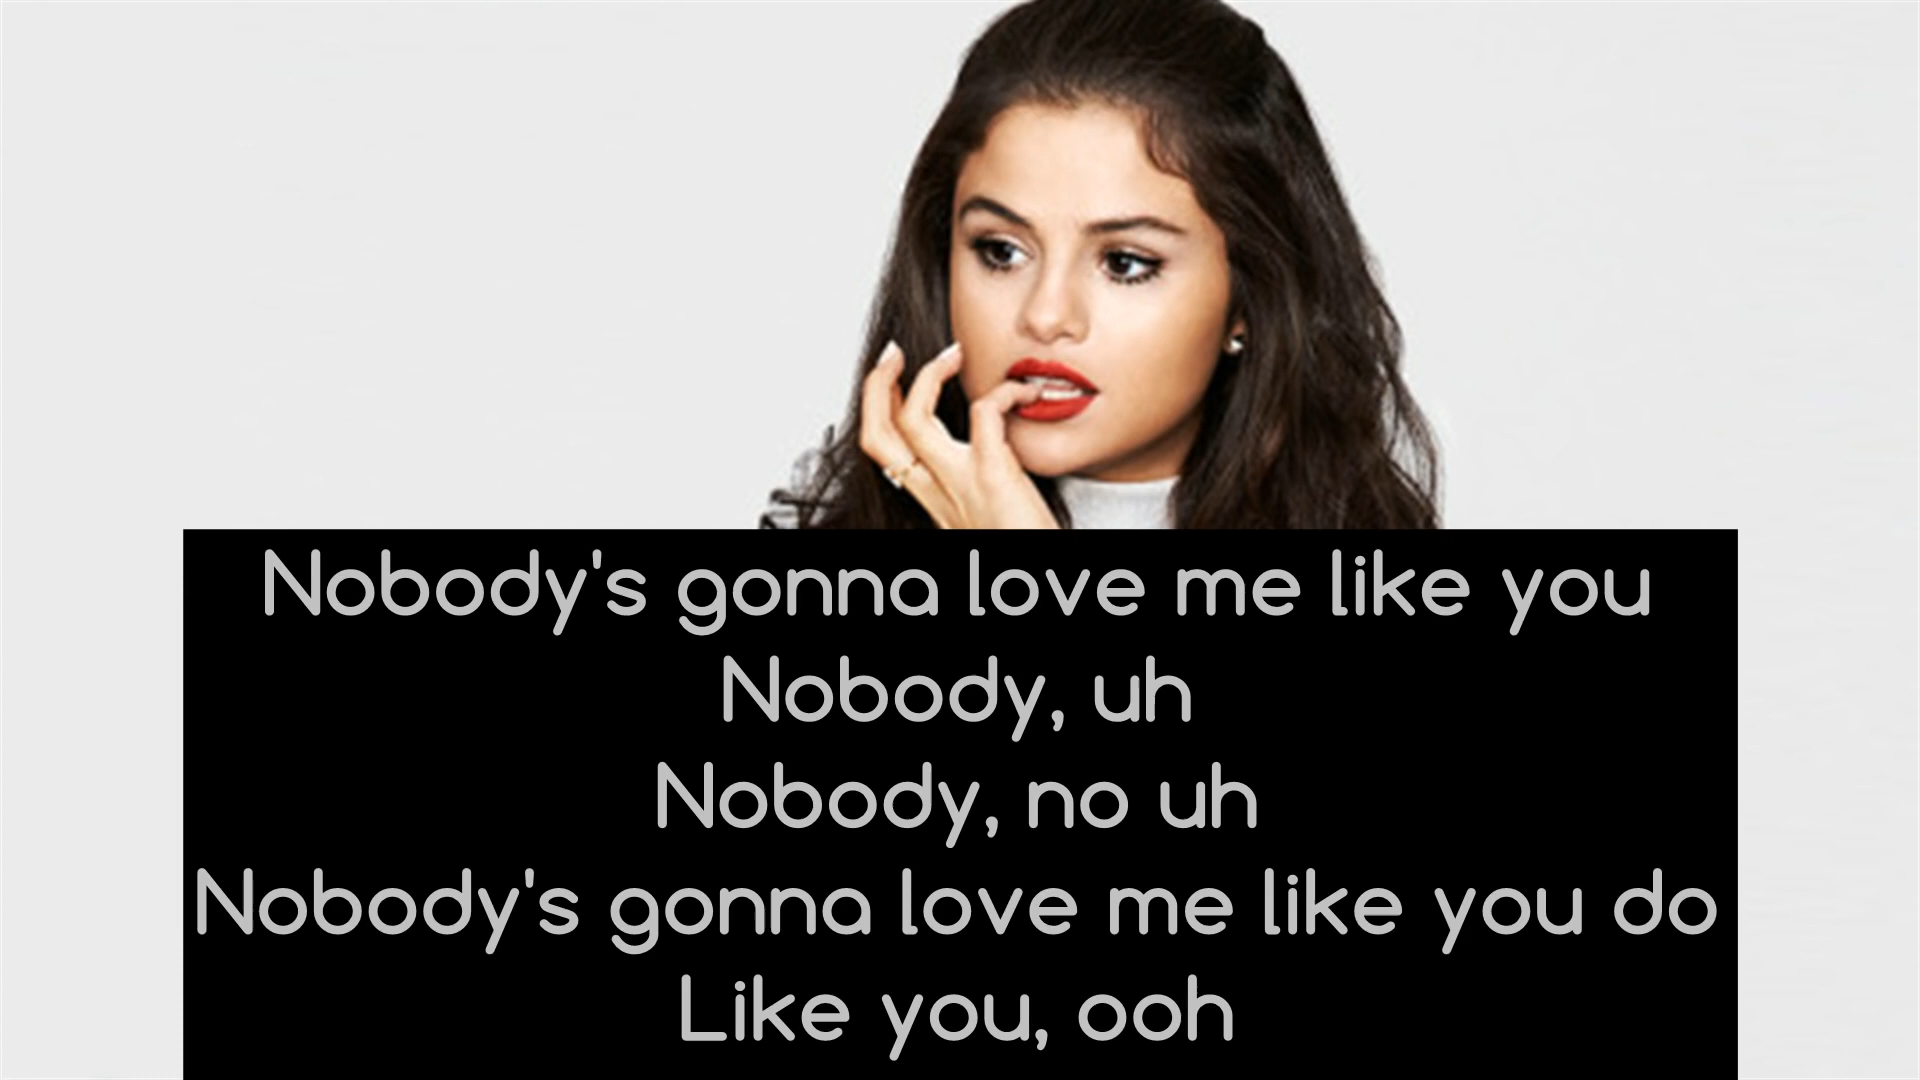 Nobody's gonna love me like you
Nobody, uh
Nobody, no uh
Nobody's gonna love me like you do
Like you, ooh